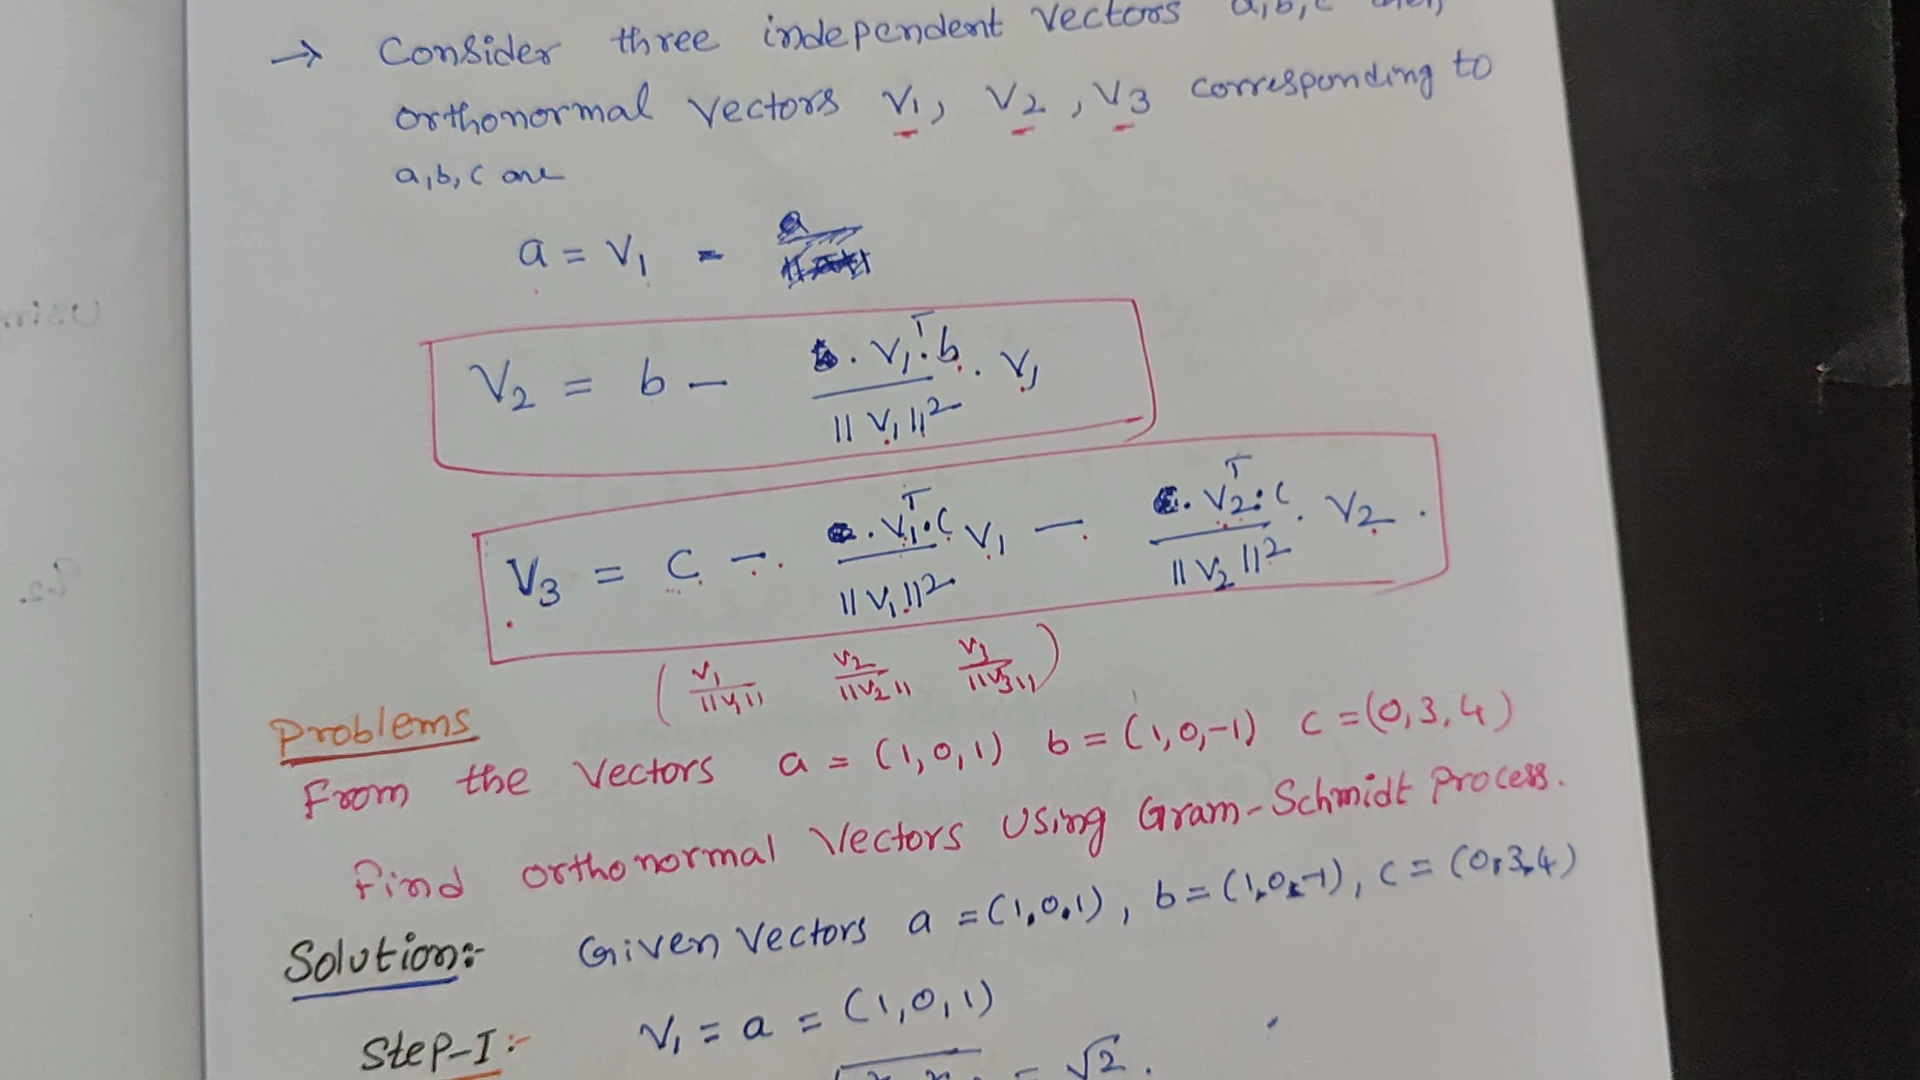 → Consider three independent vectors a,b,c then,
orthonormal vectors V1, V2, V3 corresponding to
a,b,c are
a = V1 =
V2 = b - V1ᵀ.b / ||V1||² . V1
V3 = C - V1ᵀ.C / ||V1||² V1 - V2ᵀ.C / ||V2||² . V2 .
( V1/||V1|| V2/||V2|| V3/||V3|| )
Problems
From the Vectors a = (1,0,1) b = (1,0,-1) c = (0,3,4)
find orthonormal Vectors Using Gram-Schmidt Process.
Solution:- Given Vectors a = (1,0,1), b = (1,0,-1), c = (0,3,4)
Step-I:- V1 = a = (1,0,1)
= √2.